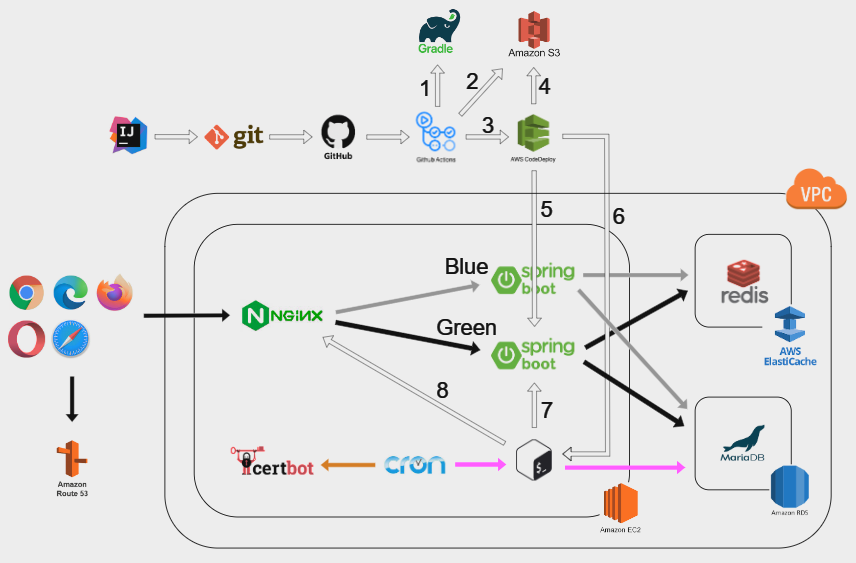 Gradle
Amazon S3
1
2
4
IJ
git
GitHub
3
Github Actions
AWS CodeDeploy
VPC
5
6
Blue
spring
boot
redis
NGINX
Green
spring
boot
AWS
ElastiCache
8
7
MariaDB
certbot
cron
$_
Amazon
Route 53
Amazon EC2
Amazon RDS